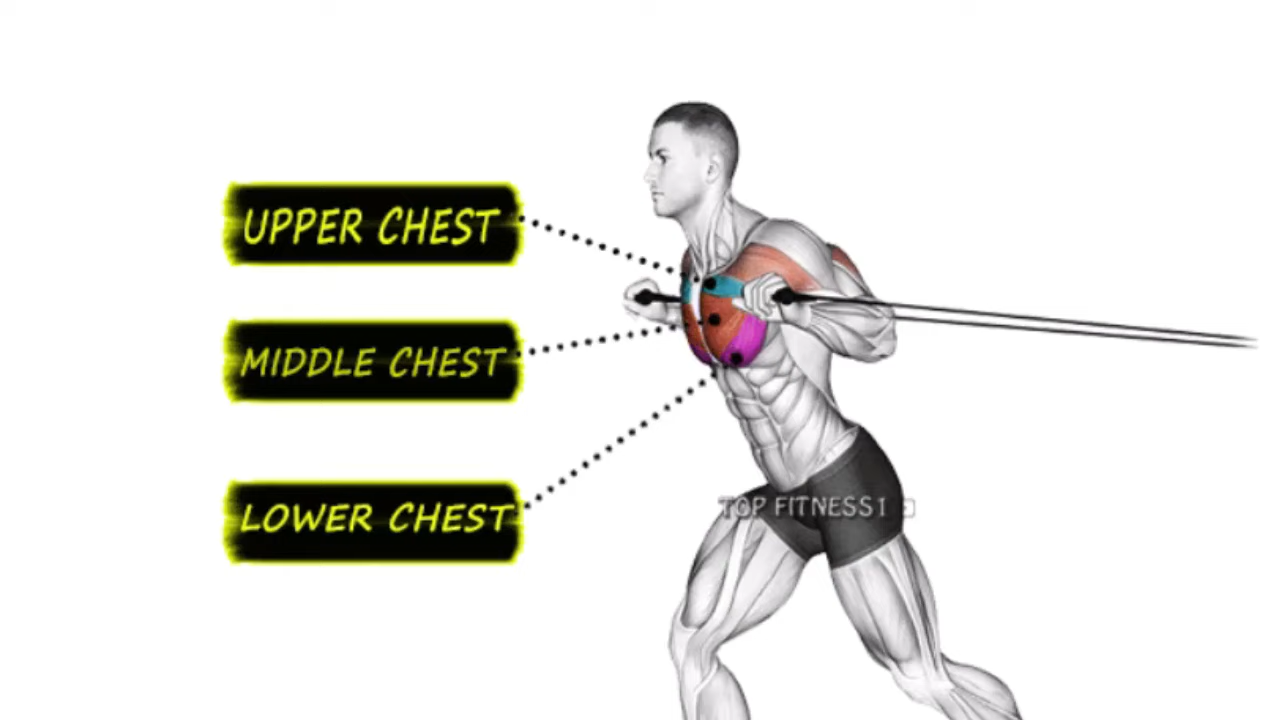 UPPER CHEST
MIDDLE CHEST
LOWER CHEST
TOP FITNESS1